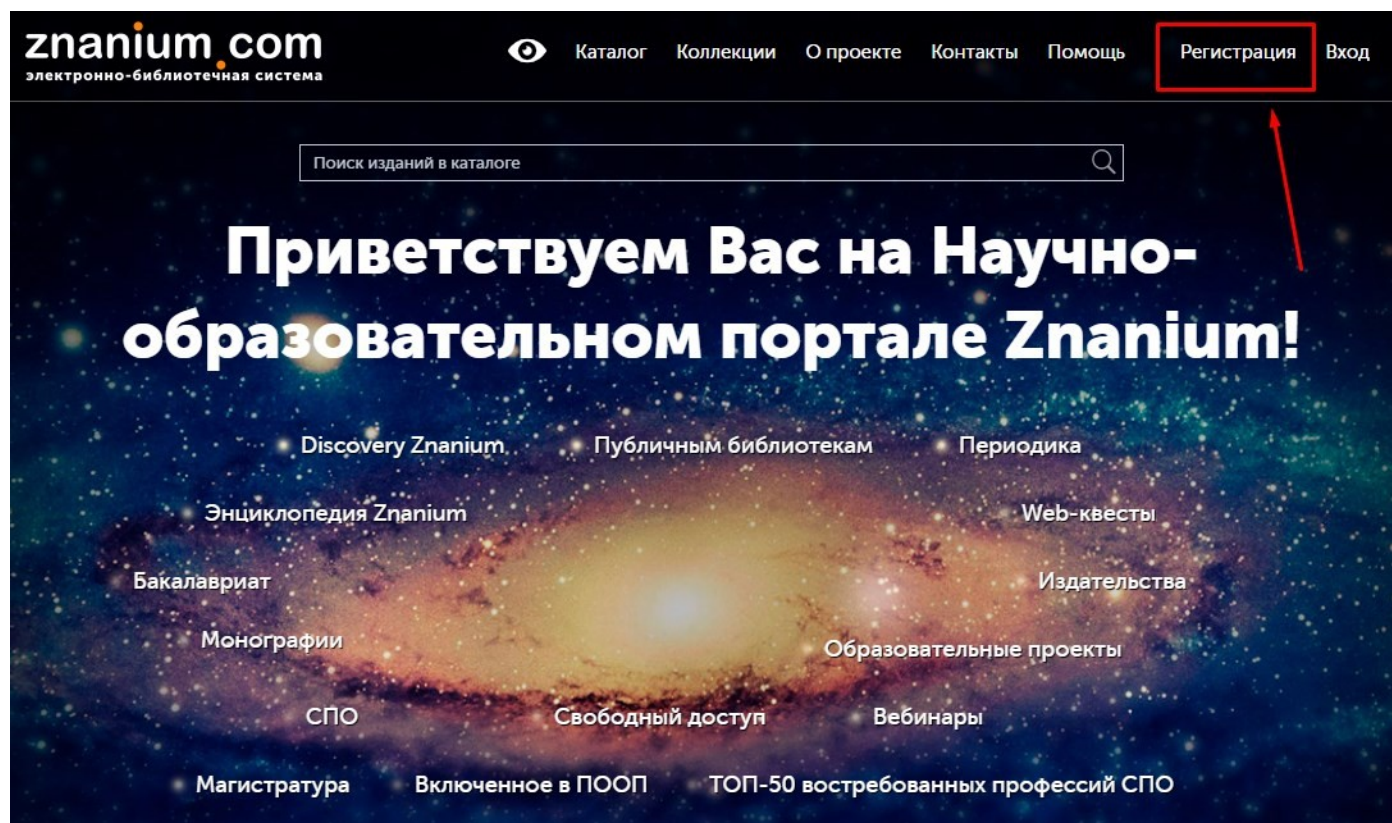 znanium.com
электронно-библиотечная система
Каталог Коллекции О проекте Контакты Помощь Регистрация Вход
Поиск изданий в каталоге
Приветствуем Вас на Научно-
образовательном портале Znanium!
Discovery Znanium Публичным библиотекам Периодика
Энциклопедия Znanium Web-квесты
Бакалавриат Издательства
Монографии Образовательные проекты
СПО Свободный доступ Вебинары
Магистратура Включенное в ПООП ТОП-50 востребованных профессий СПО